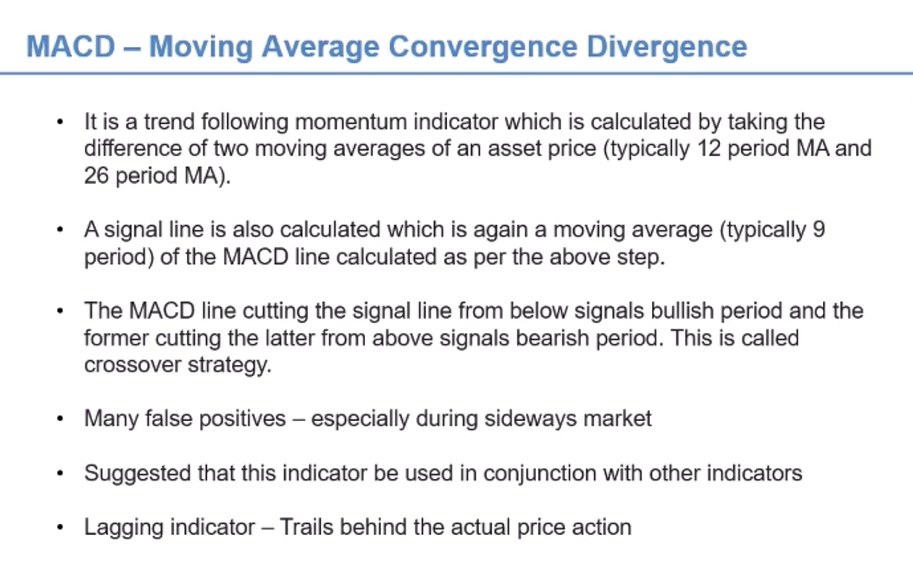 MACD – Moving Average Convergence Divergence
• It is a trend following momentum indicator which is calculated by taking the
difference of two moving averages of an asset price (typically 12 period MA and
26 period MA).
• A signal line is also calculated which is again a moving average (typically 9
period) of the MACD line calculated as per the above step.
• The MACD line cutting the signal line from below signals bullish period and the
former cutting the latter from above signals bearish period. This is called
crossover strategy.
• Many false positives – especially during sideways market
• Suggested that this indicator be used in conjunction with other indicators
• Lagging indicator – Trails behind the actual price action